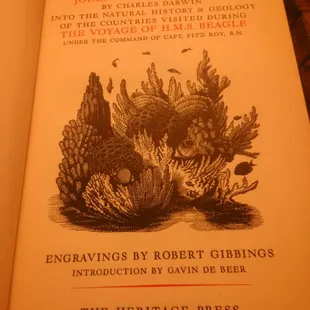 BY CHARLES DARWIN
INTO THE NATURAL HISTORY & GEOLOGY
OF THE COUNTRIES VISITED DURING
THE VOYAGE OF H.M.S. BEAGLE
UNDER THE COMMAND OF CAPT. FITZ ROY, R.N.
ENGRAVINGS BY ROBERT GIBBINGS
INTRODUCTION BY GAVIN DE BEER
THE HERITAGE PRESS